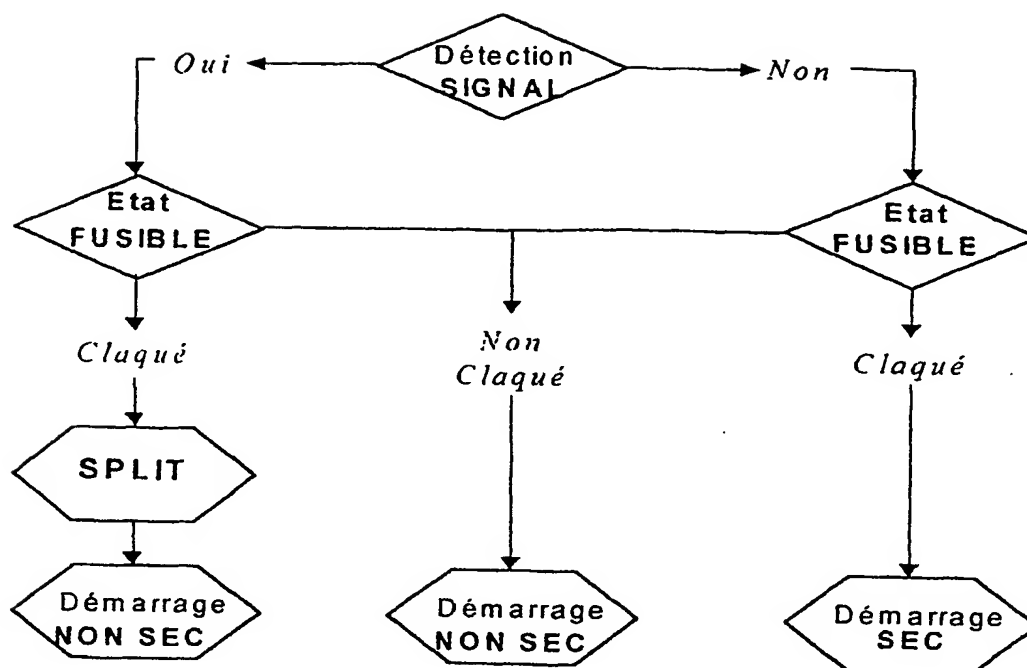 Oui
Détection
SIGNAL
Non
Etat
FUSIBLE
Etat
FUSIBLE
Claqué
Non
Claqué
Claqué
SPLIT
Démarrage
NON SEC
Démarrage
NON SEC
Démarrage
SEC